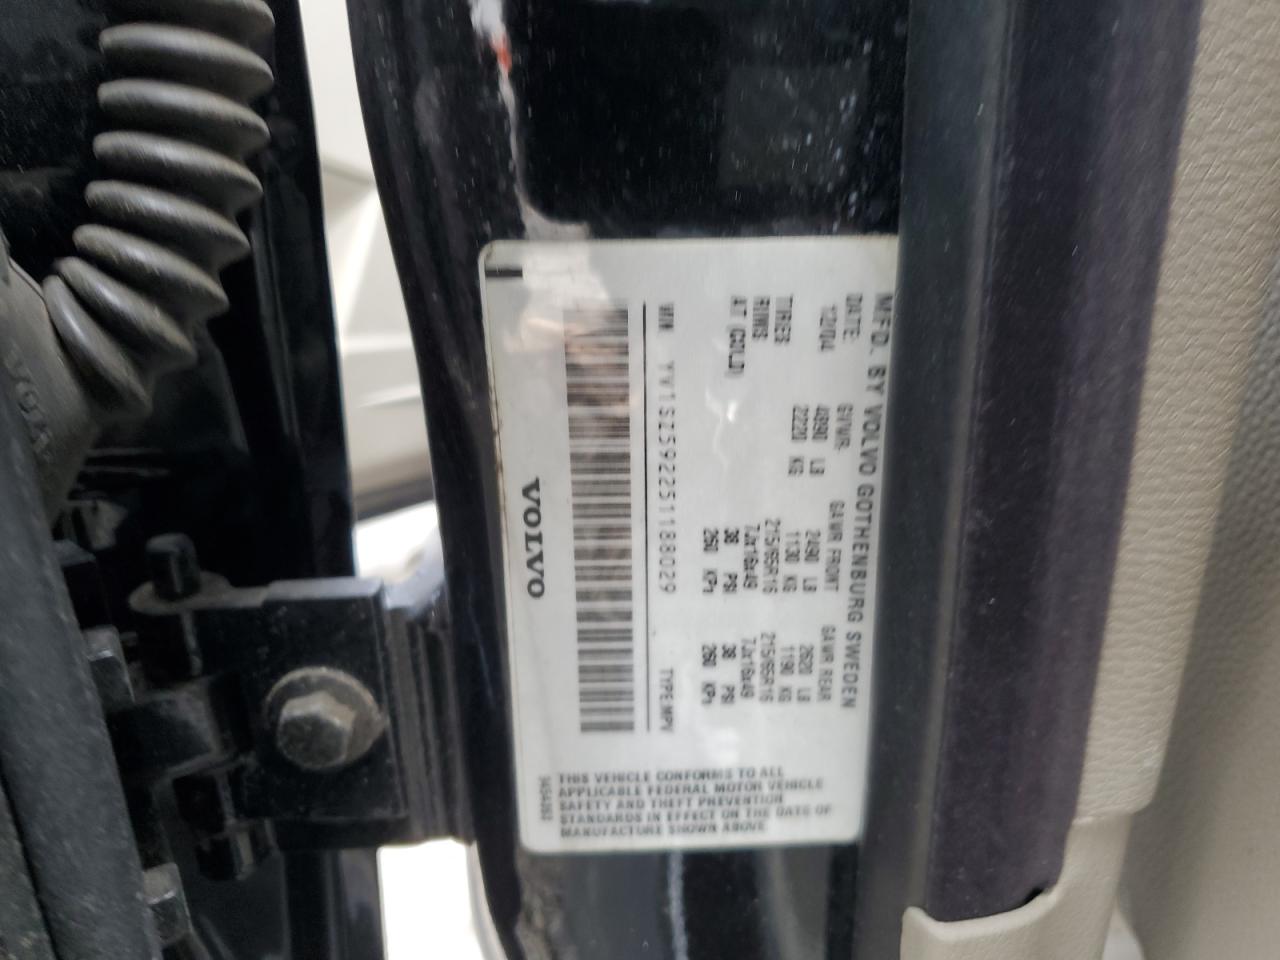 MFD. BY VOLVO GOTHENBURG SWEDEN
DATE: GVWR: GAWR FRONT GAWR REAR
12/04 4890 LB 2490 LB 2620 LB
2220 KG 1130 KG 1190 KG
TIRES 215/65R16 215/65R16
RIMS 7Jx16x49 7Jx16x49
AT (COLD) 38 PSI 38 PSI
260 KPa 260 KPa
YV1SZ592251188029 TYPE:MPV
VOLVO
THIS VEHICLE CONFORMS TO ALL
APPLICABLE FEDERAL MOTOR VEHICLE
SAFETY AND THEFT PREVENTION
STANDARDS IN EFFECT ON THE DATE OF
MANUFACTURE SHOWN ABOVE